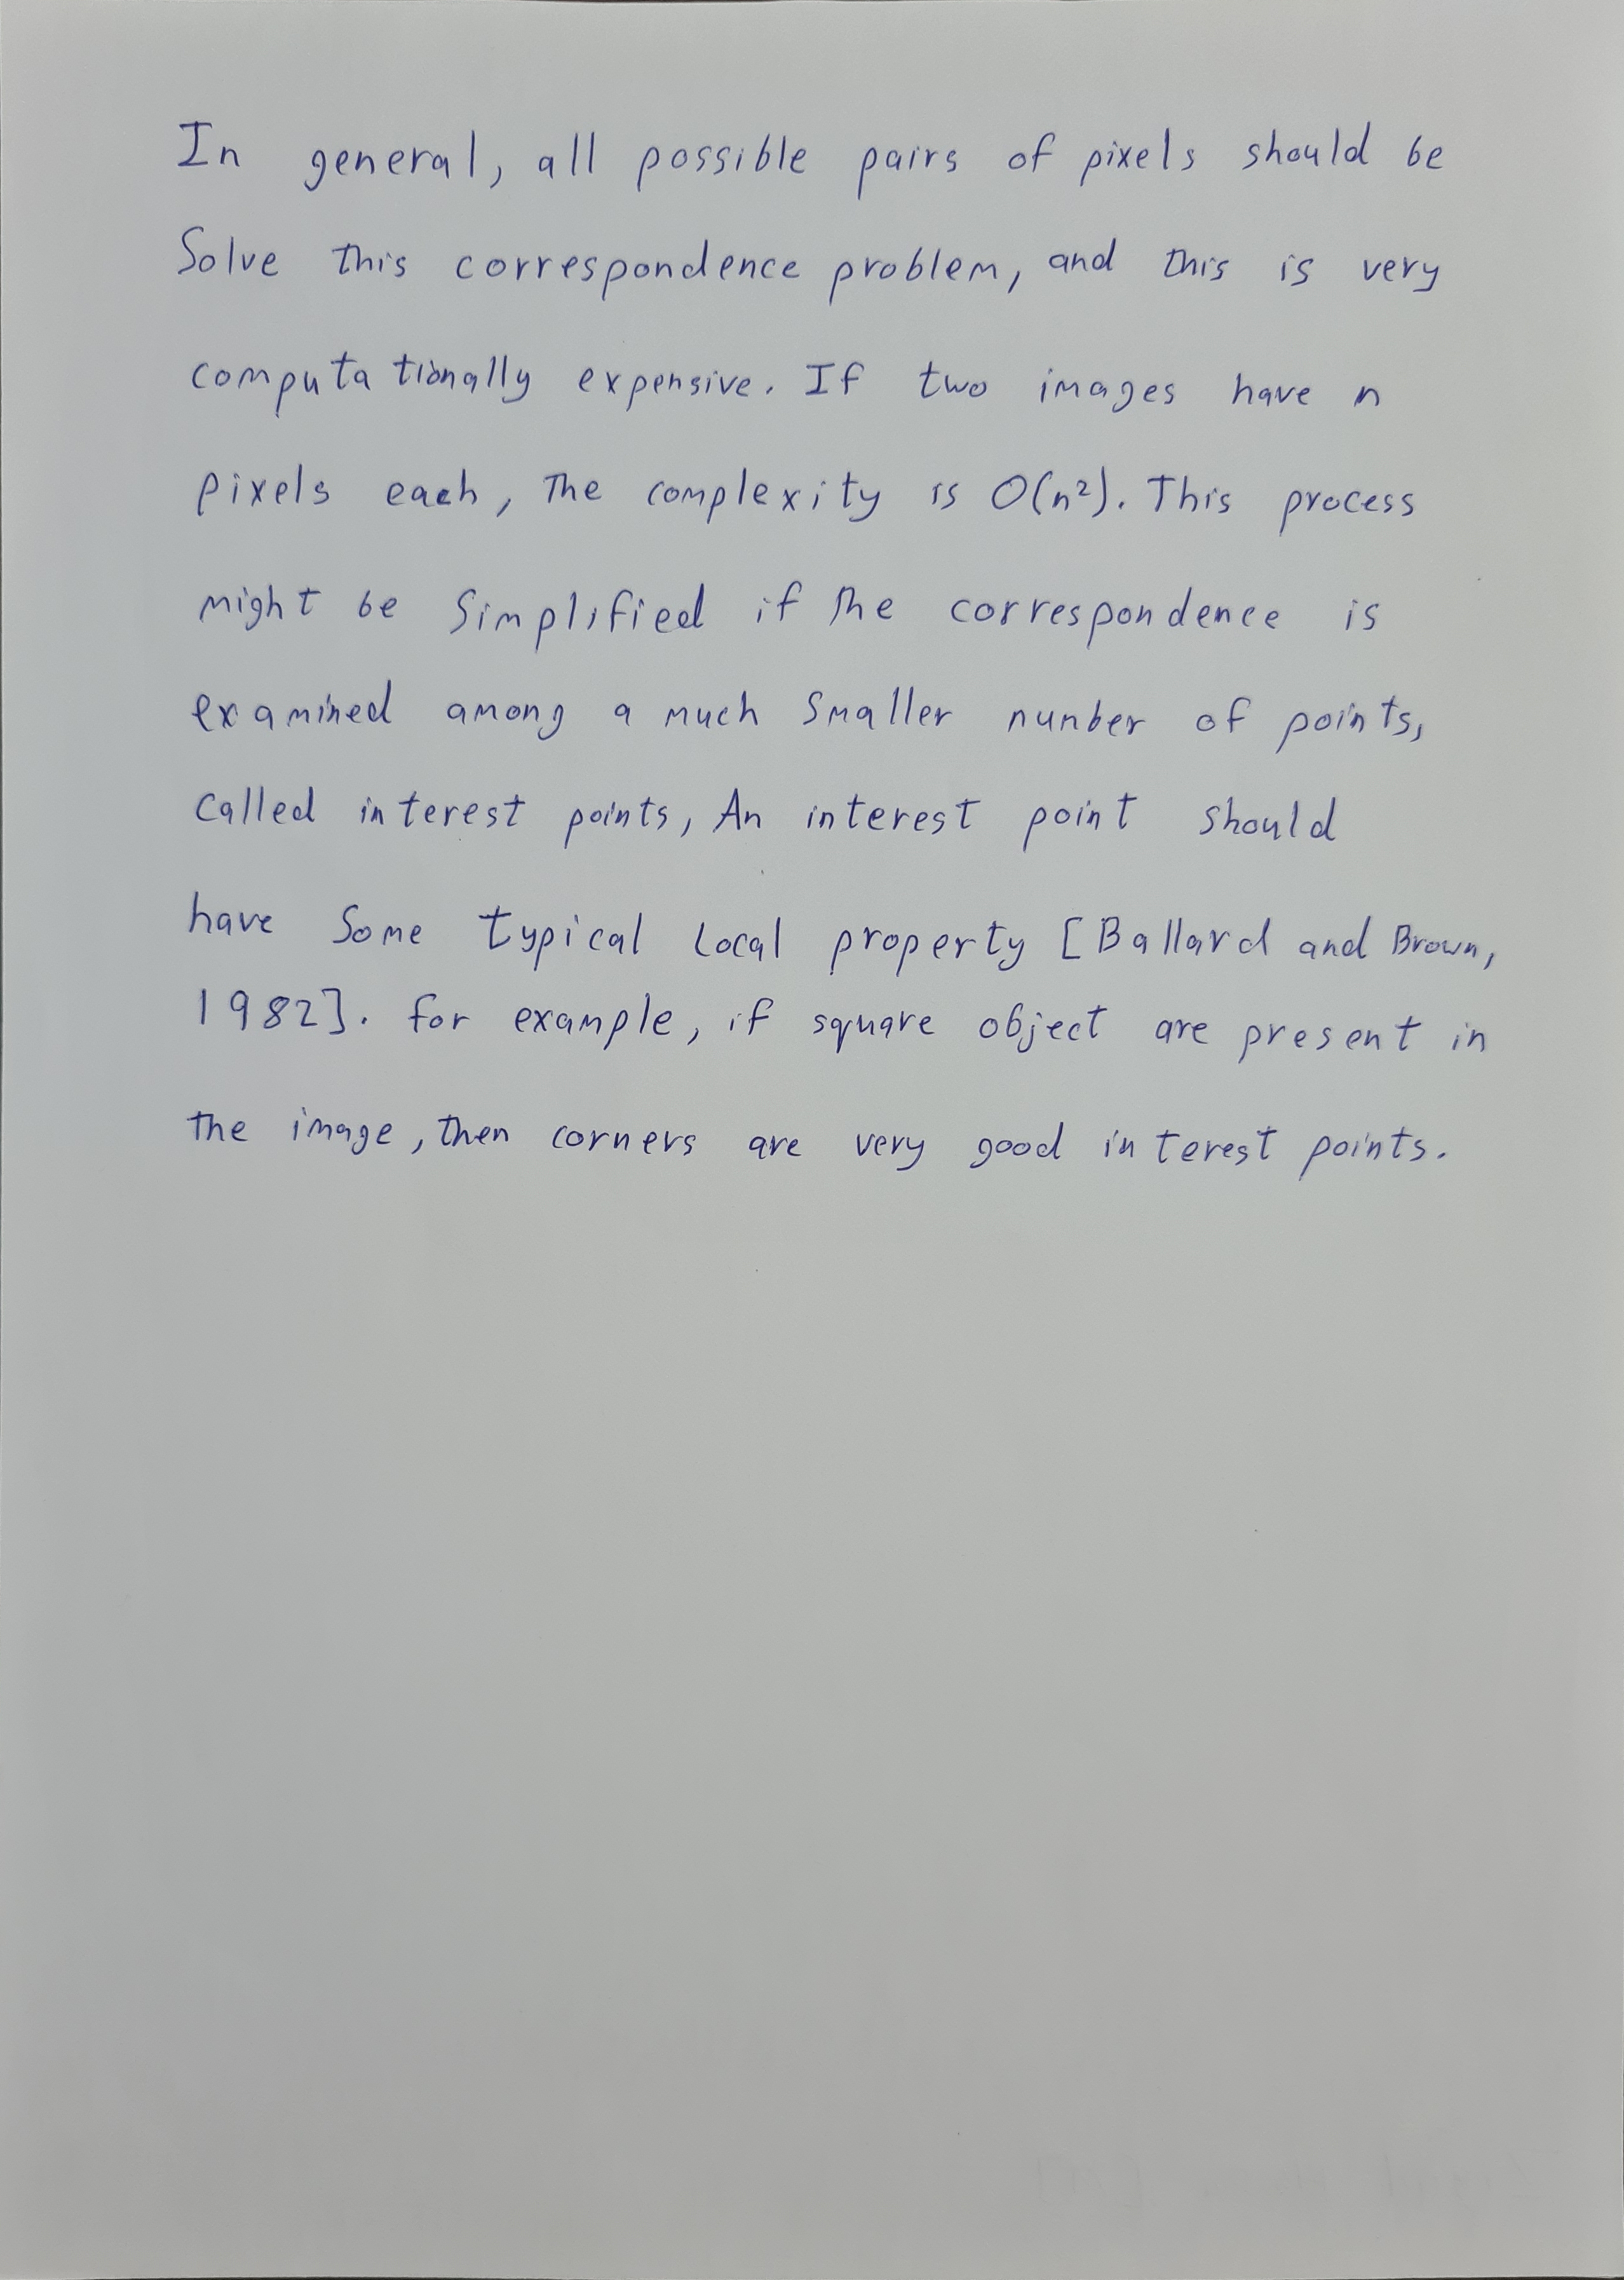 In general, all possible pairs of pixels should be
Solve this correspondence problem, and this is very
computationally expensive. If two images have n
pixels each, The complexity is O(n²). This process
might be Simplified if the correspondence is
examined among a much Smaller nunber of points,
Called interest points, An interest point should
have Some typical Local property [Ballard and Brown,
1982]. for example, if square object are present in
the image, then corners are very good interest points.